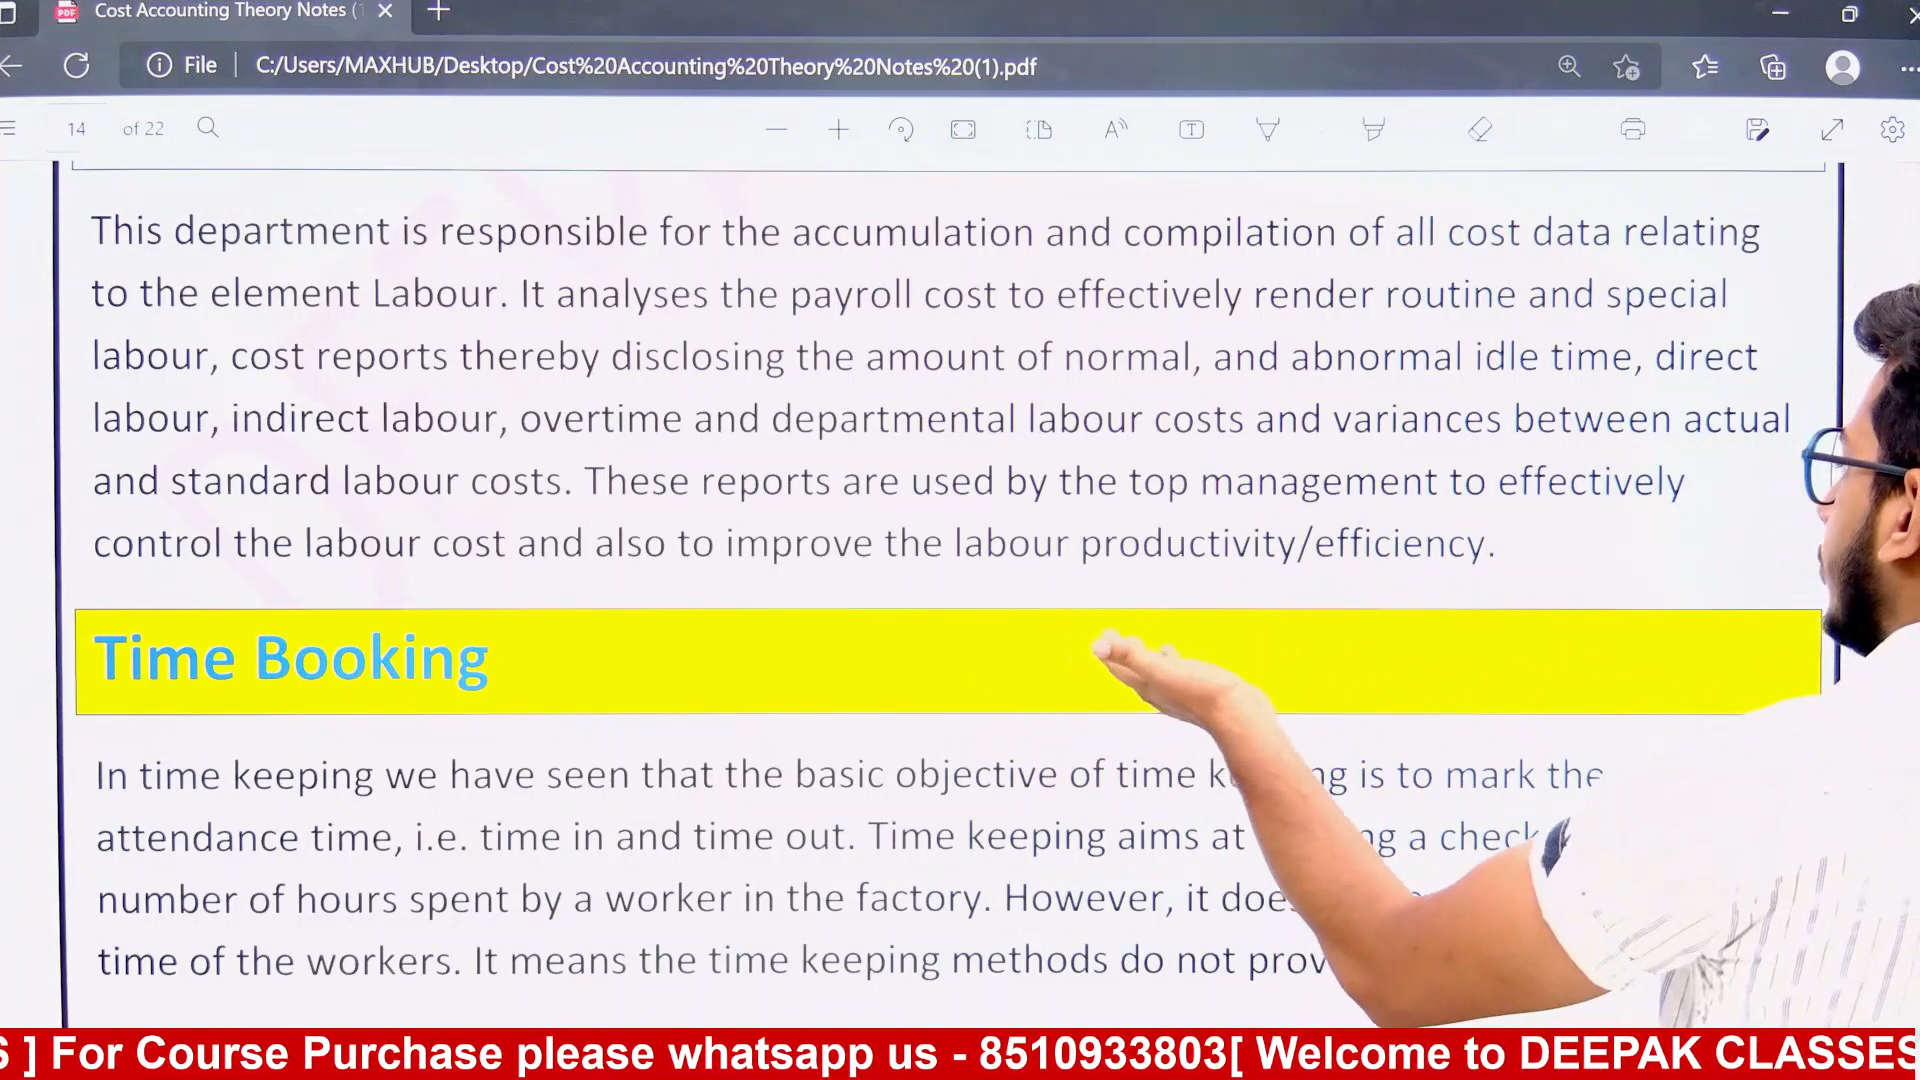 Cost Accounting Theory Notes (1
File | C:/Users/MAXHUB/Desktop/Cost%20Accounting%20Theory%20Notes%20(1).pdf
14 of 22
This department is responsible for the accumulation and compilation of all cost data relating
to the element Labour. It analyses the payroll cost to effectively render routine and special
labour, cost reports thereby disclosing the amount of normal, and abnormal idle time, direct
labour, indirect labour, overtime and departmental labour costs and variances between actual
and standard labour costs. These reports are used by the top management to effectively
control the labour cost and also to improve the labour productivity/efficiency.
Time Booking
In time keeping we have seen that the basic objective of time is to mark the
attendance time, i.e. time in and time out. Time keeping aims at a check
number of hours spent by a worker in the factory. However, it
time of the workers. It means the time keeping methods do not
S ] For Course Purchase please whatsapp us - 8510933803[ Welcome to DEEPAK CLASSES